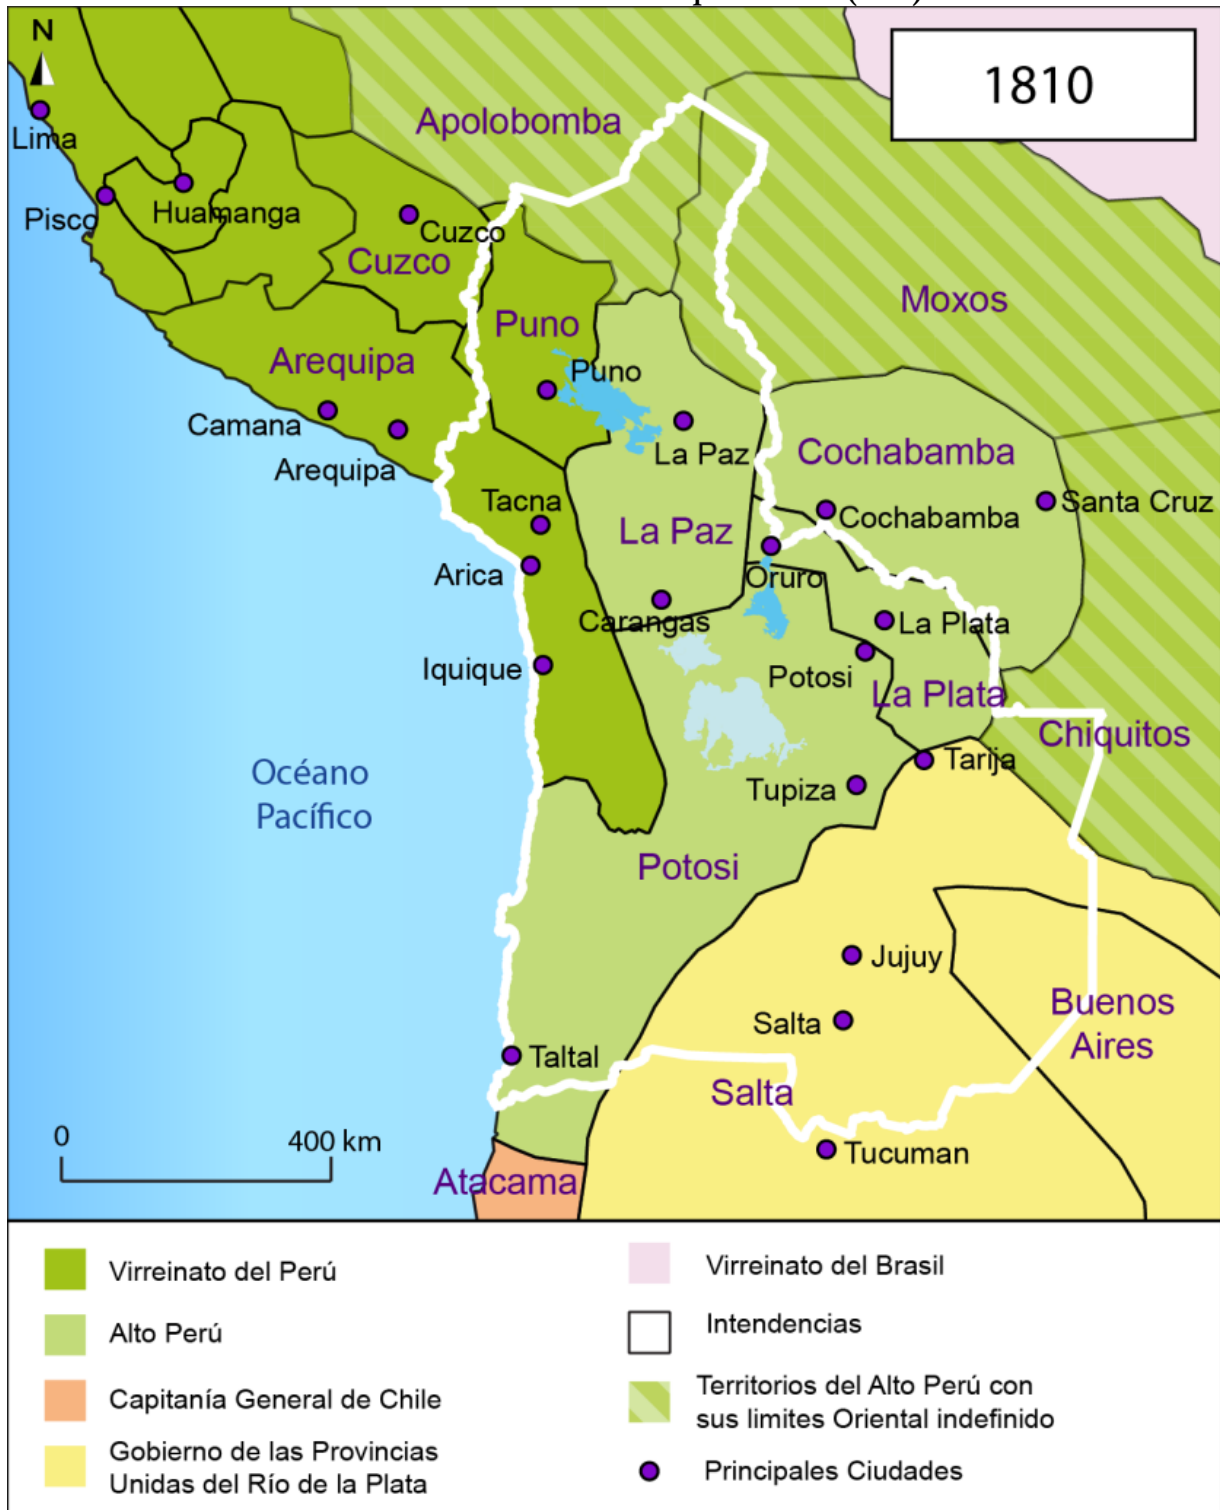 1810
N
Lima
Apolobomba
Pisco
Huamanga
Cuzco
Cuzco
Moxos
Puno
Arequipa
Puno
Camana
La Paz
Cochabamba
Arequipa
Tacna
Santa Cruz
Cochabamba
La Paz
Arica
Oruro
Carangas
La Plata
Iquique
Potosi
La Plata
Chiquitos
Tarija
Océano
Pacífico
Tupiza
Potosi
Jujuy
Buenos
Aires
Salta
Taltal
Salta
0
400 km
Tucuman
Atacama
Virreinato del Perú
Alto Perú
Capitanía General de Chile
Gobierno de las Provincias
Unidas del Río de la Plata
Virreinato del Brasil
Intendencias
Territorios del Alto Perú con
sus limites Oriental indefinido
Principales Ciudades